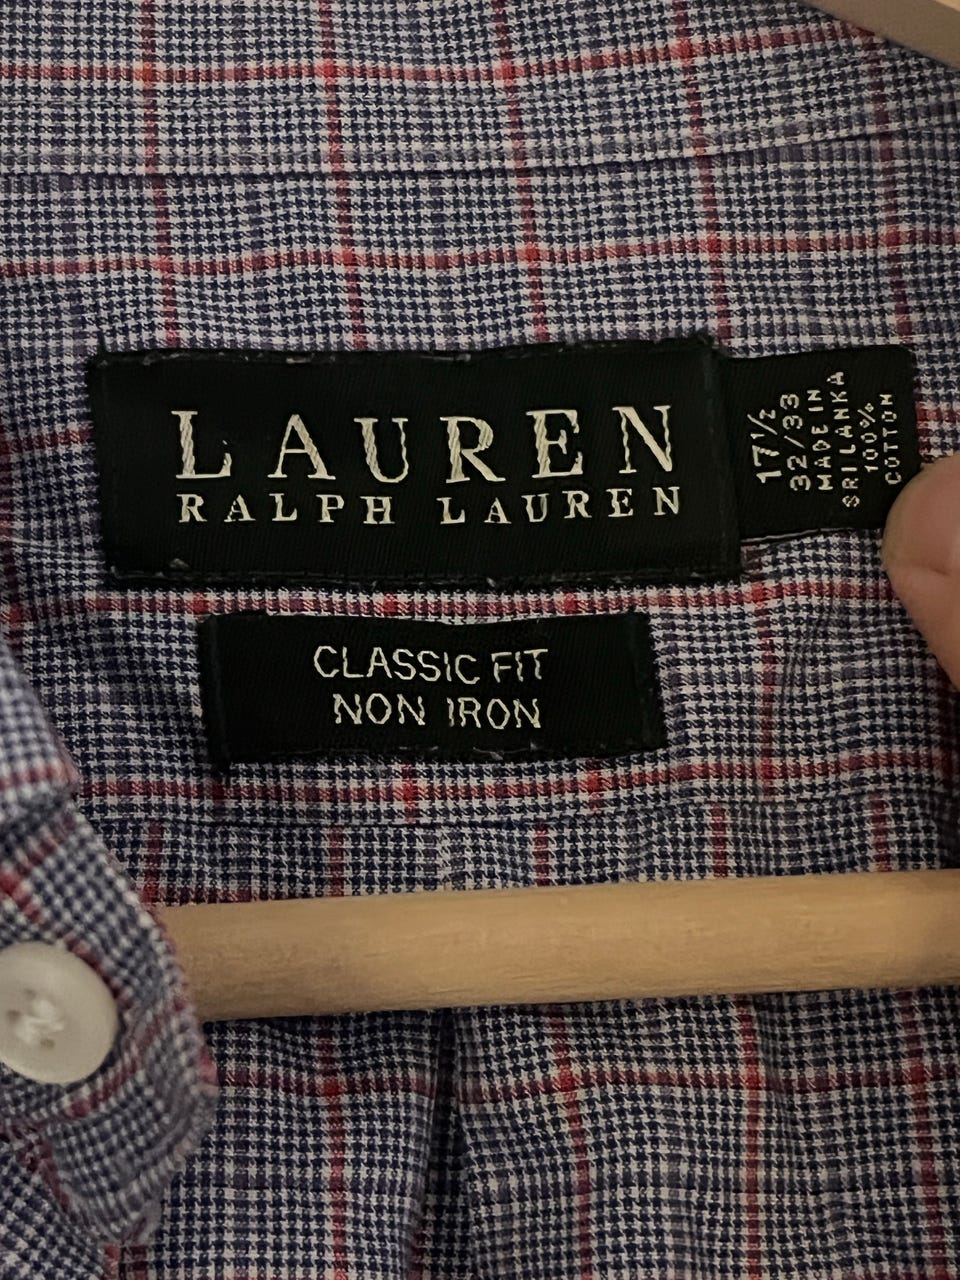 LAUREN
RALPH LAUREN
17½
32/33
MADE IN
SRI LANKA
100%
COTTON
CLASSIC FIT
NON IRON